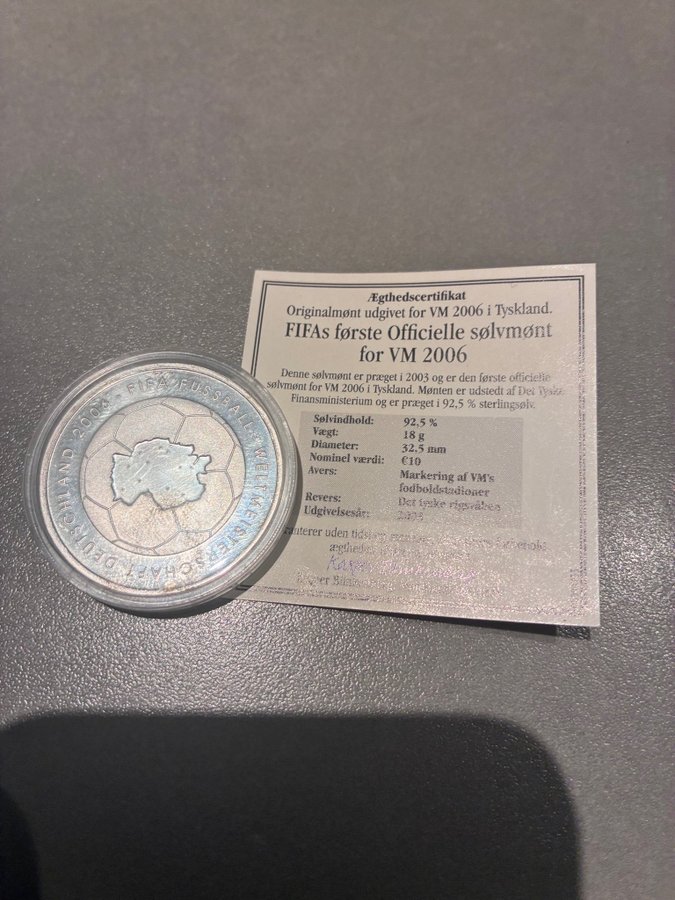 DEUTSCHLAND 2006 FIFA FUSSBALL-WELTMEISTERSCHAFT
Ægthedscertifikat
Originalmønt udgivet for VM 2006 i Tyskland.
FIFAs første Officielle sølvmønt
for VM 2006
Denne sølvmønt er præget i 2003 og er den første officielle
sølvmønt for VM 2006 i Tyskland. Mønten er udstedt af Det Tyske
Finansministerium og er præget i 92,5 % sterlingsølv.
Sølvindhold: 92,5 %
Vægt: 18 g
Diameter: 32,5 mm
Nominel værdi: €10
Avers: Markering af VM's
fodboldstadioner
Revers: Det tyske rigsvåben
Udgivelsesår: 2003
uden
ægthed